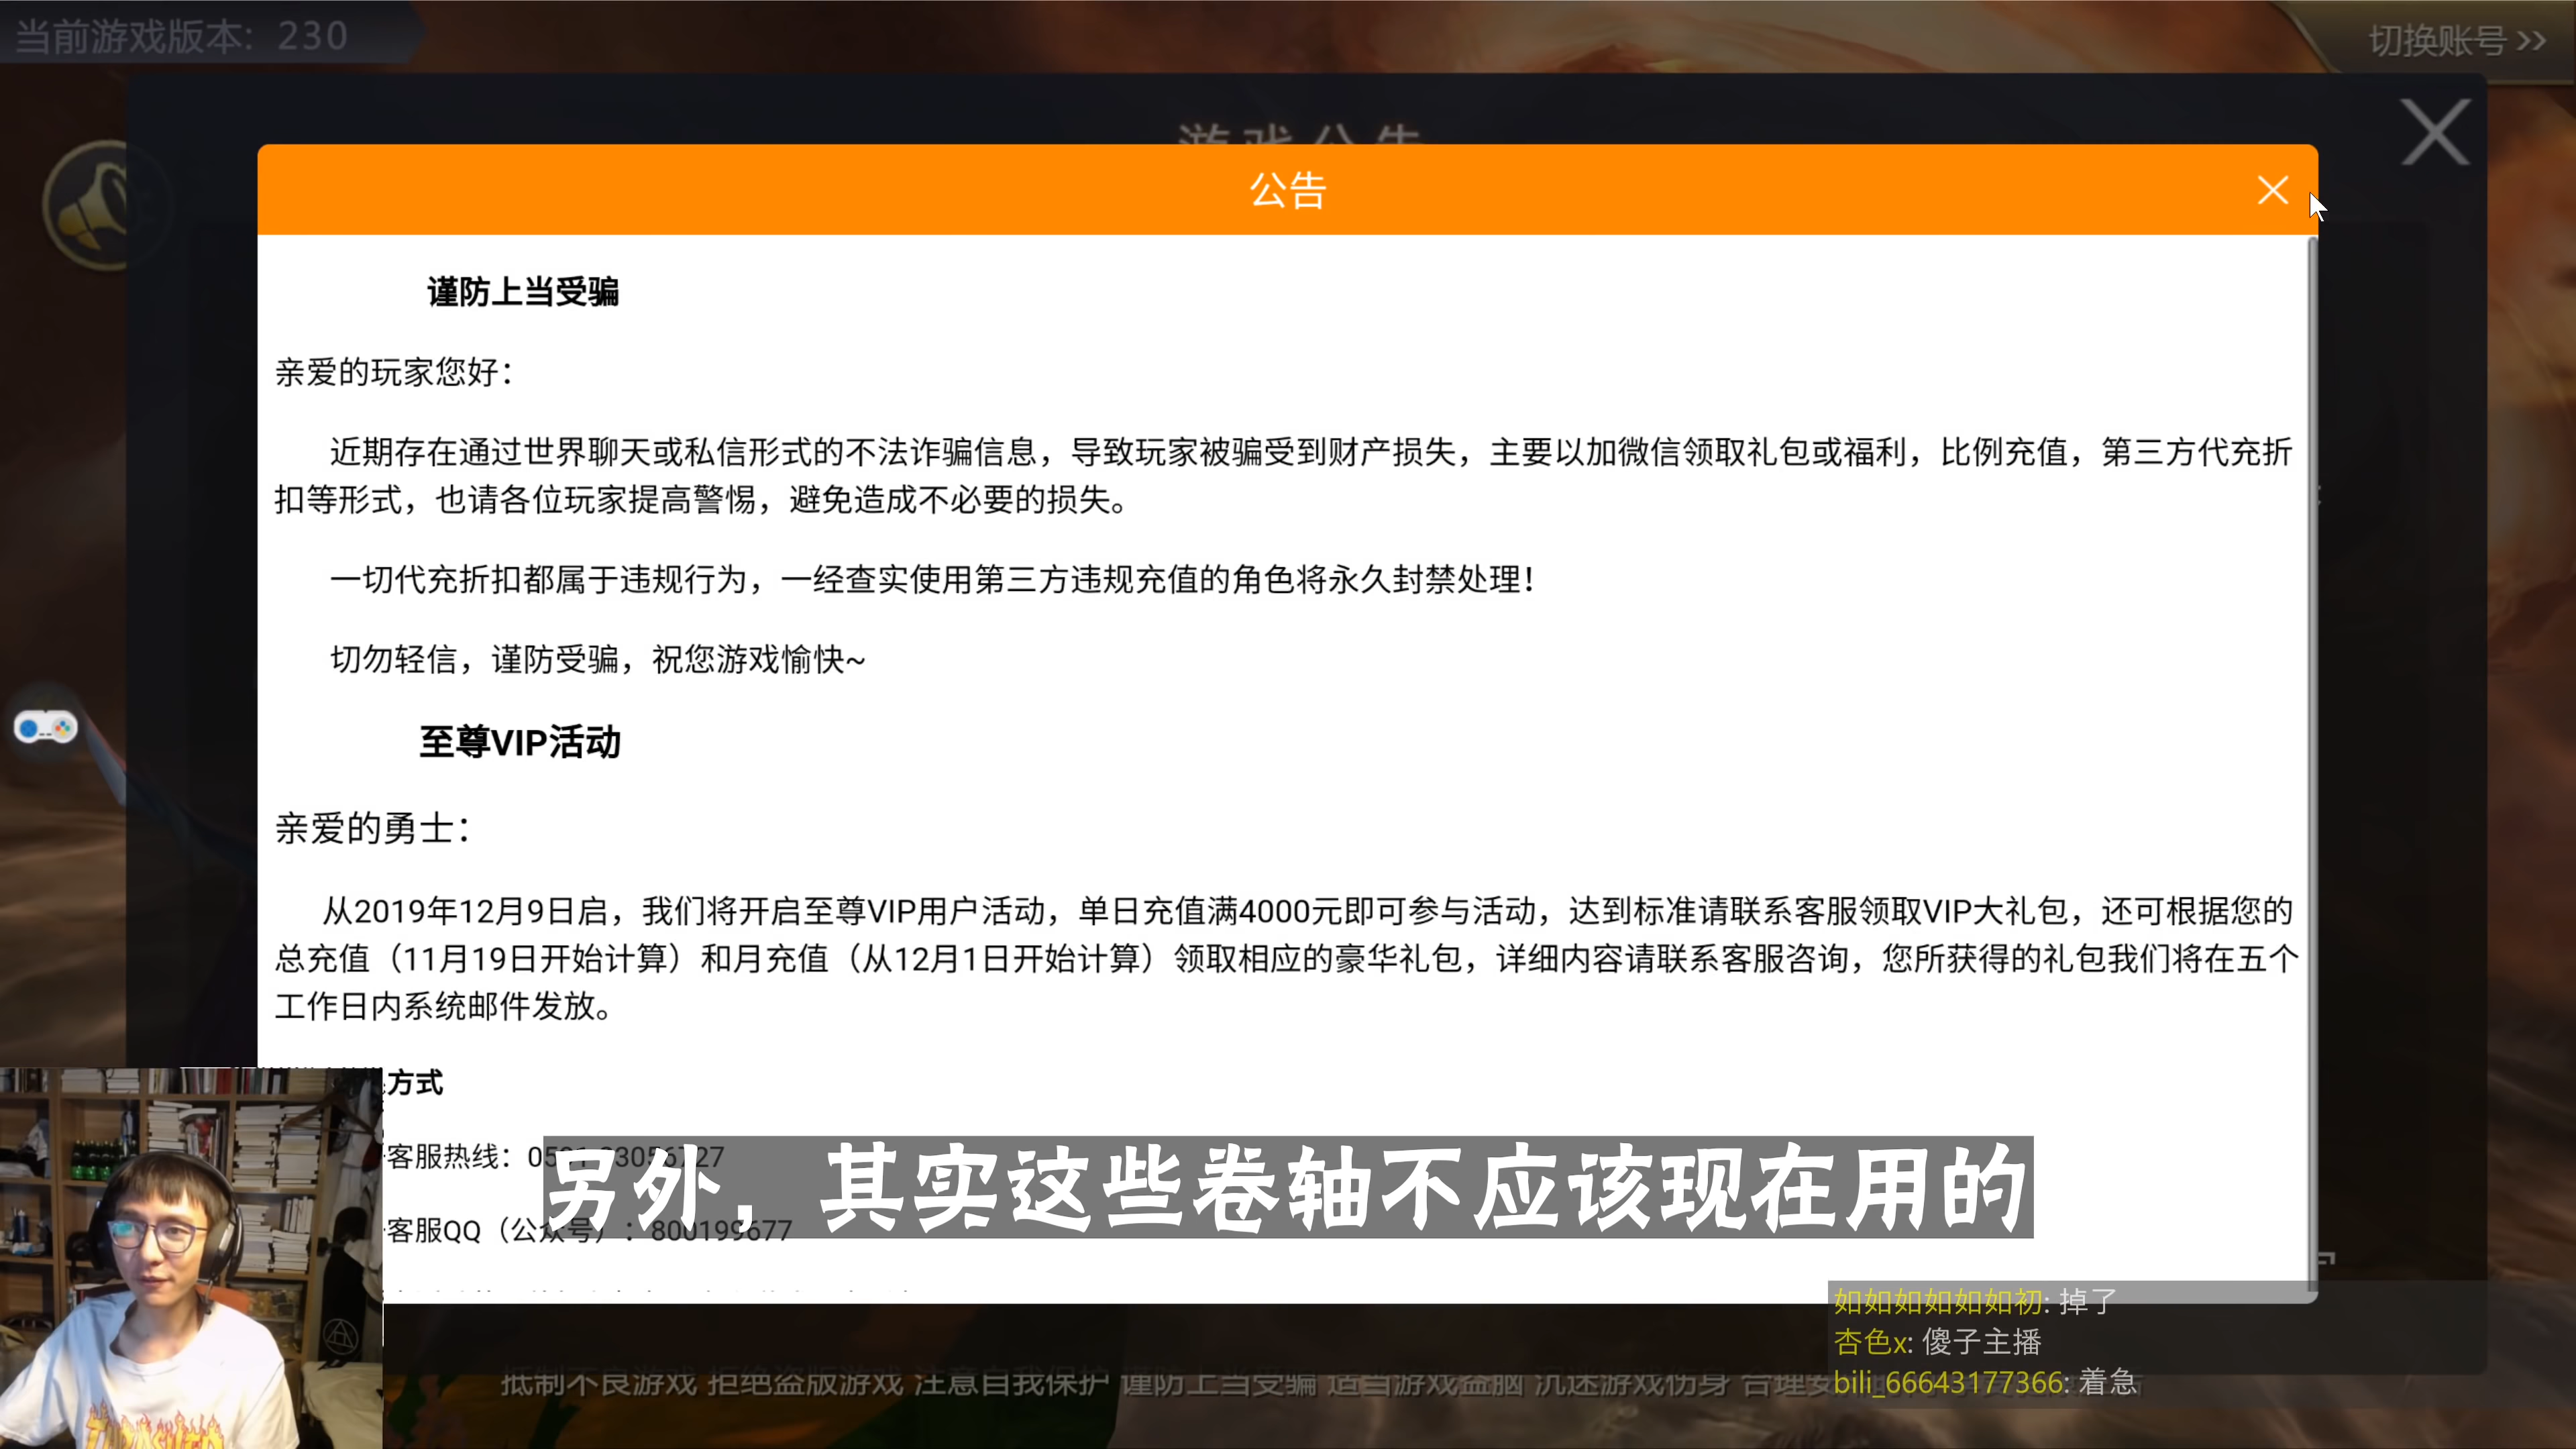 当前游戏版本：230
切换账号 >>
游戏公告
公告
谨防上当受骗
亲爱的玩家您好：
近期存在通过世界聊天或私信形式的不法诈骗信息，导致玩家被骗受到财产损失，主要以加微信领取礼包或福利，比例充值，第三方代充折
扣等形式，也请各位玩家提高警惕，避免造成不必要的损失。
一切代充折扣都属于违规行为，一经查实使用第三方违规充值的角色将永久封禁处理！
切勿轻信，谨防受骗，祝您游戏愉快~
至尊VIP活动
亲爱的勇士：
从2019年12月9日启，我们将开启至尊VIP用户活动，单日充值满4000元即可参与活动，达到标准请联系客服领取VIP大礼包，还可根据您的
总充值（11月19日开始计算）和月充值（从12月1日开始计算）领取相应的豪华礼包，详细内容请联系客服咨询，您所获得的礼包我们将在五个
工作日内系统邮件发放。
方式
客服热线：
客服QQ（公众号）：800199677
另外，其实这些卷轴不应该现在用的
如如如如如如初: 掉了
杏色x: 傻子主播
bili_66643177366: 着急
抵制不良游戏 拒绝盗版游戏 注意自我保护 谨防上当受骗 适当游戏益脑 沉迷游戏伤身 合理安